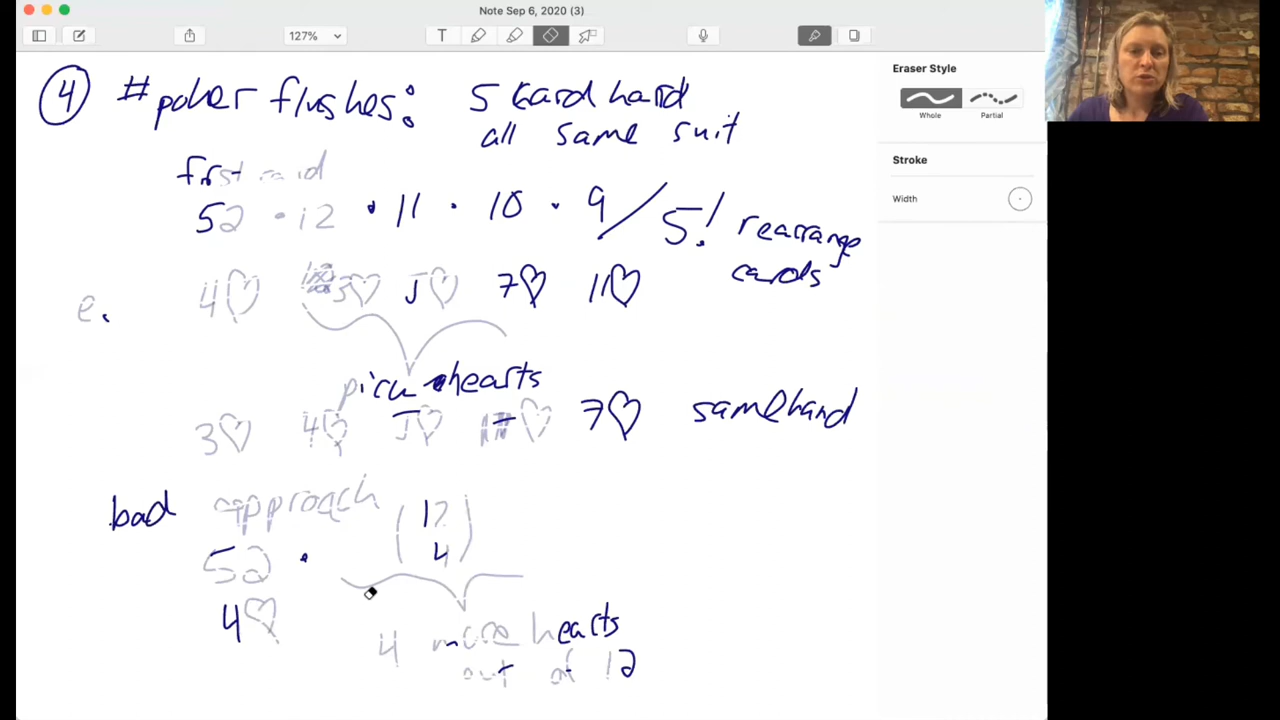 Note Sep 6, 2020 (3)
127%
T
Eraser Style
Whole
Partial
Stroke
Width
④ # poker flushes: 5 card hand
all same suit
first card
52 · 12 · 11 · 10 · 9 / 5! rearrange
cards
e. 4♡ 3♡ J♡ 7♡ 11♡
pick hearts
3♡ 4♡ J♡ ♡ 7♡ same hand
bad approach
52 · (12
4)
4♡
4 more hearts
out of 12